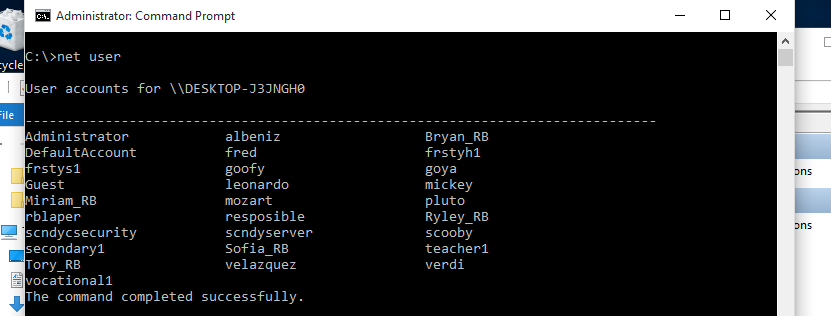 Administrator: Command Prompt
C:\>net user
ycle
File
User accounts for \\DESKTOP-J3JNGH0
-------------------------------------------------------------------------------
Administrator albeniz Bryan_RB
DefaultAccount fred frstyh1
frstys1 goofy goya
ons
Guest leonardo mickey
Miriam_RB mozart pluto
rblaper resposible Ryley_RB
ons
scndycsecurity scndyserver scooby
secondary1 Sofia_RB teacher1
Tory_RB velazquez verdi
vocational1
The command completed successfully.